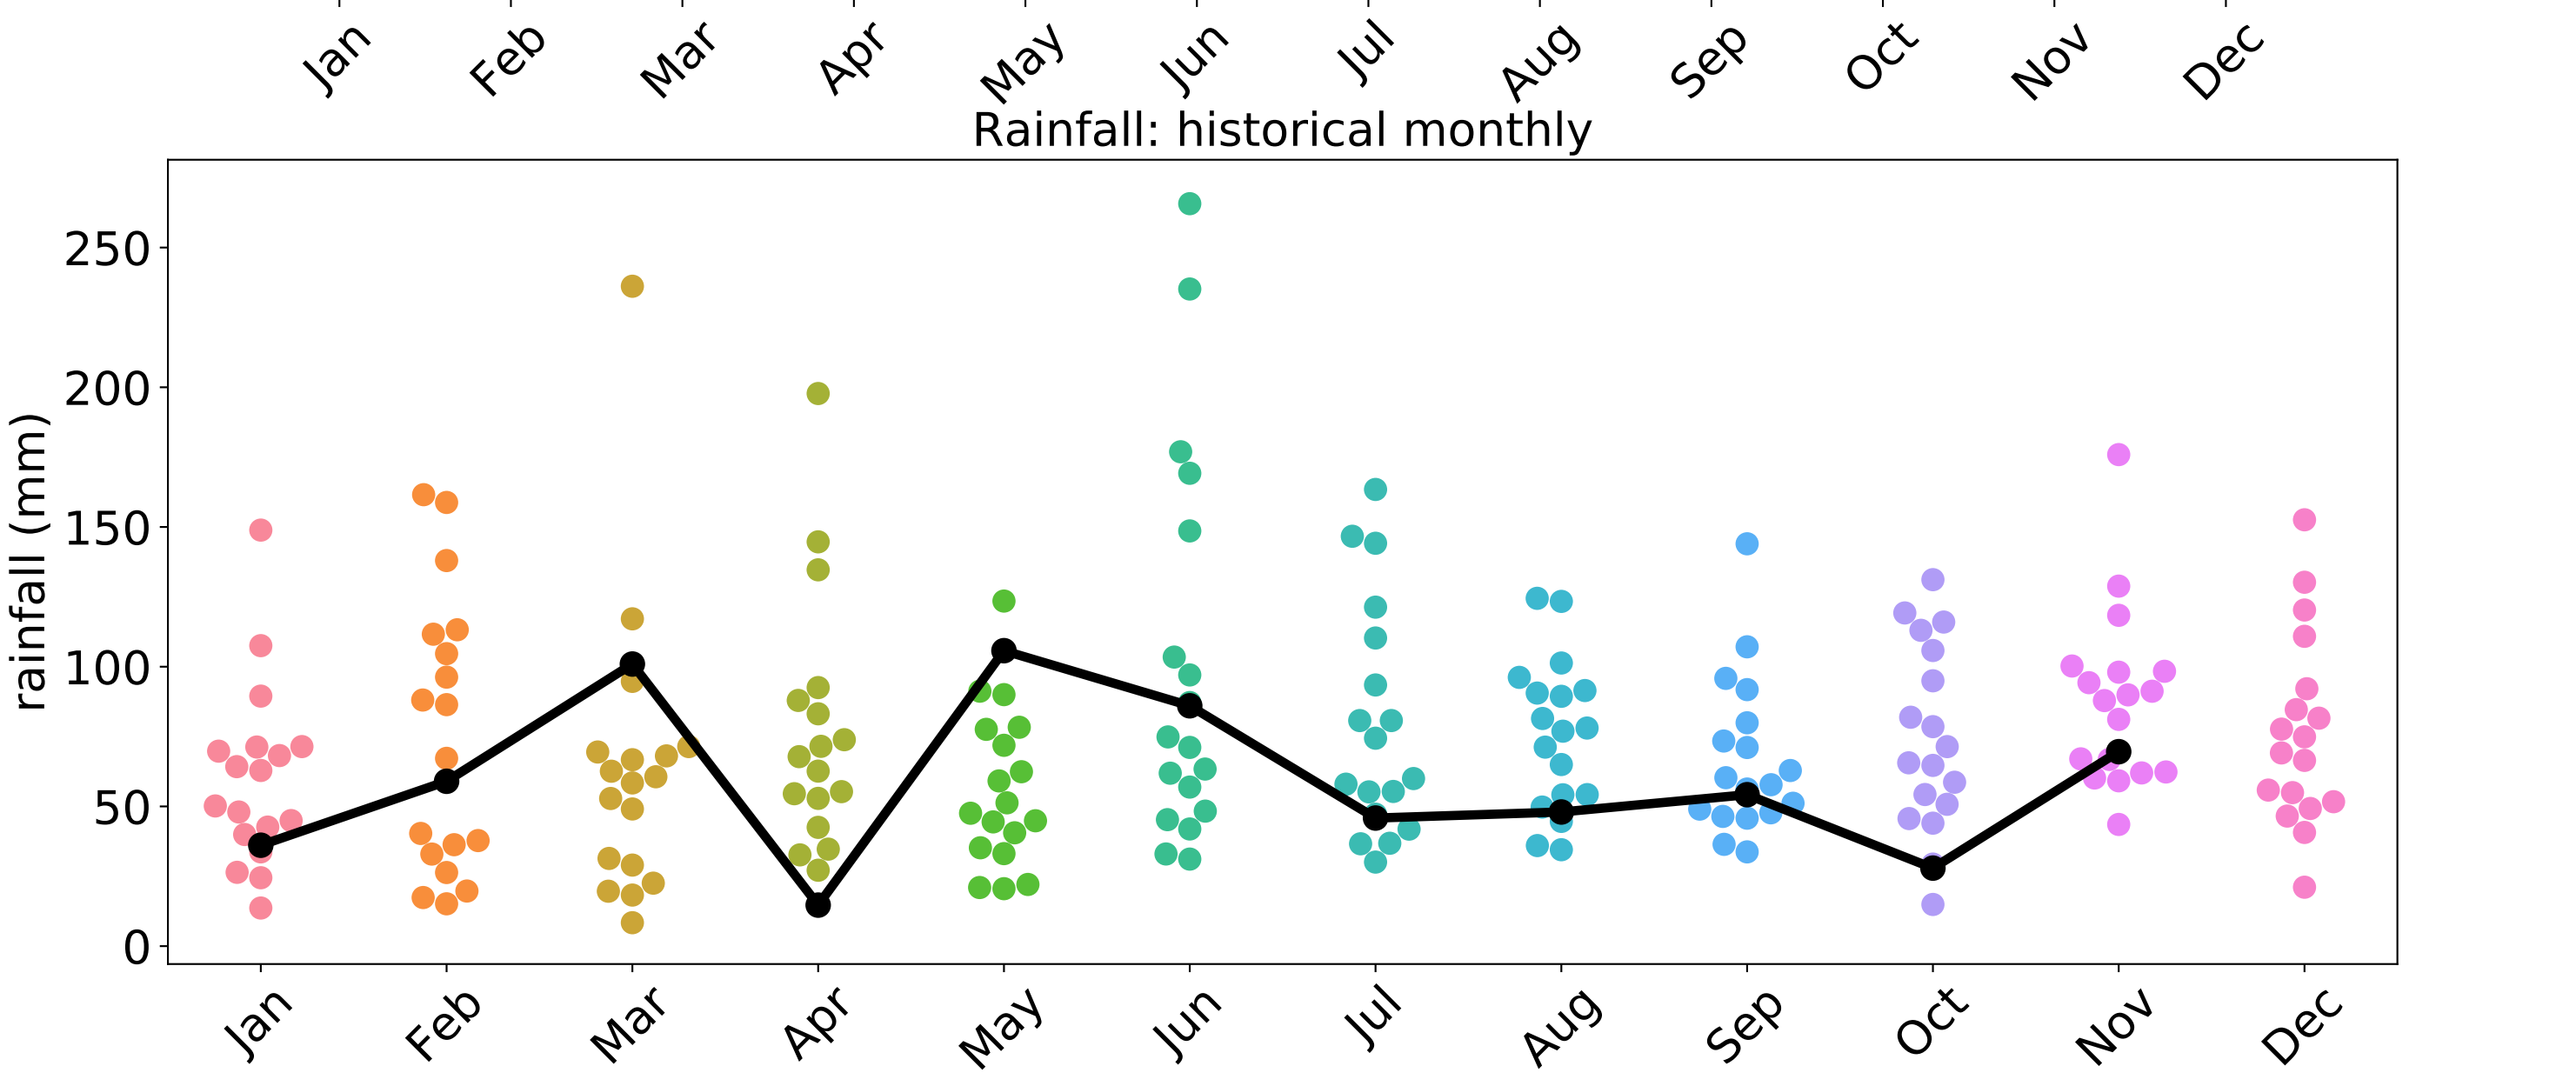 Jan Feb Mar Apr May Jun Jul Aug Sep Oct Nov Dec
Rainfall: historical monthly
rainfall (mm)
250
200
150
100
50
0
Jan Feb Mar Apr May Jun Jul Aug Sep Oct Nov Dec